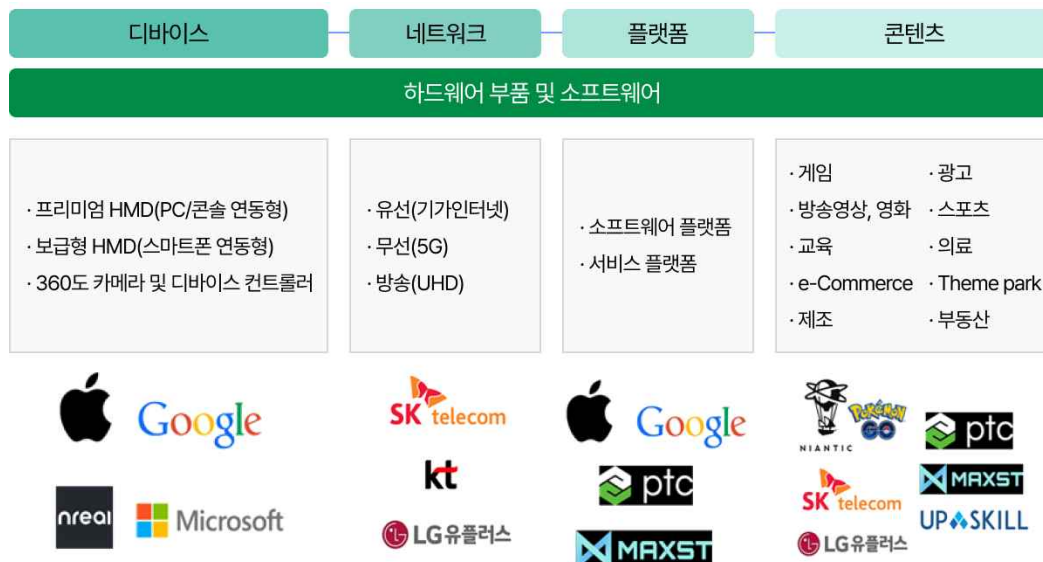 디바이스
네트워크
플랫폼
콘텐츠
하드웨어 부품 및 소프트웨어
· 프리미엄 HMD(PC/콘솔 연동형)
· 보급형 HMD(스마트폰 연동형)
· 360도 카메라 및 디바이스 컨트롤러
· 유선(기가인터넷)
· 무선(5G)
· 방송(UHD)
· 소프트웨어 플랫폼
· 서비스 플랫폼
· 게임
· 방송영상, 영화
· 교육
· e-Commerce
· 제조
· 광고
· 스포츠
· 의료
· Theme park
· 부동산
Google
nreal
Microsoft
SK telecom
kt
LG유플러스
Google
ptc
MAXST
NIANTIC
POKÉMON GO
SK telecom
LG유플러스
ptc
MAXST
UPSKILL